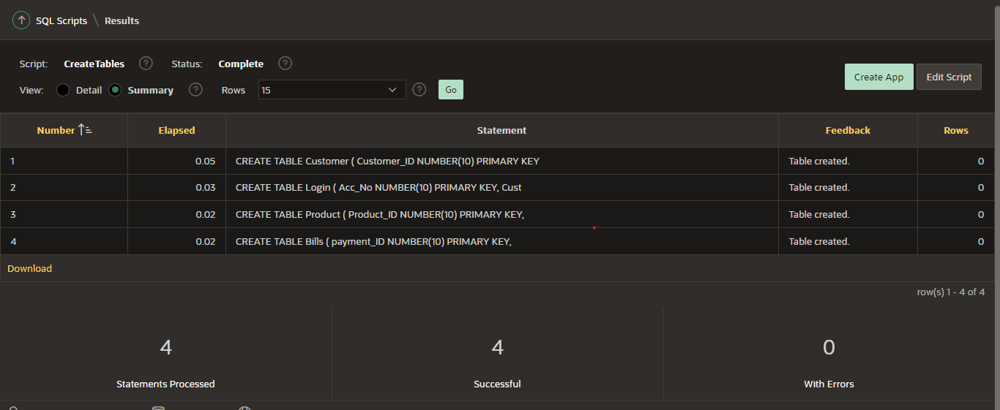 SQL Scripts \ Results
Script: CreateTables ? Status: Complete ?
View: Detail Summary ? Rows 15 ? Go
Create App Edit Script
Number Elapsed Statement Feedback Rows
1 0.05 CREATE TABLE Customer ( Customer_ID NUMBER(10) PRIMARY KEY Table created. 0
2 0.03 CREATE TABLE Login ( Acc_No NUMBER(10) PRIMARY KEY, Cust Table created. 0
3 0.02 CREATE TABLE Product ( Product_ID NUMBER(10) PRIMARY KEY, Table created. 0
4 0.02 CREATE TABLE Bills ( payment_ID NUMBER(10) PRIMARY KEY, Table created. 0
Download
row(s) 1 - 4 of 4
4 4 0
Statements Processed Successful With Errors